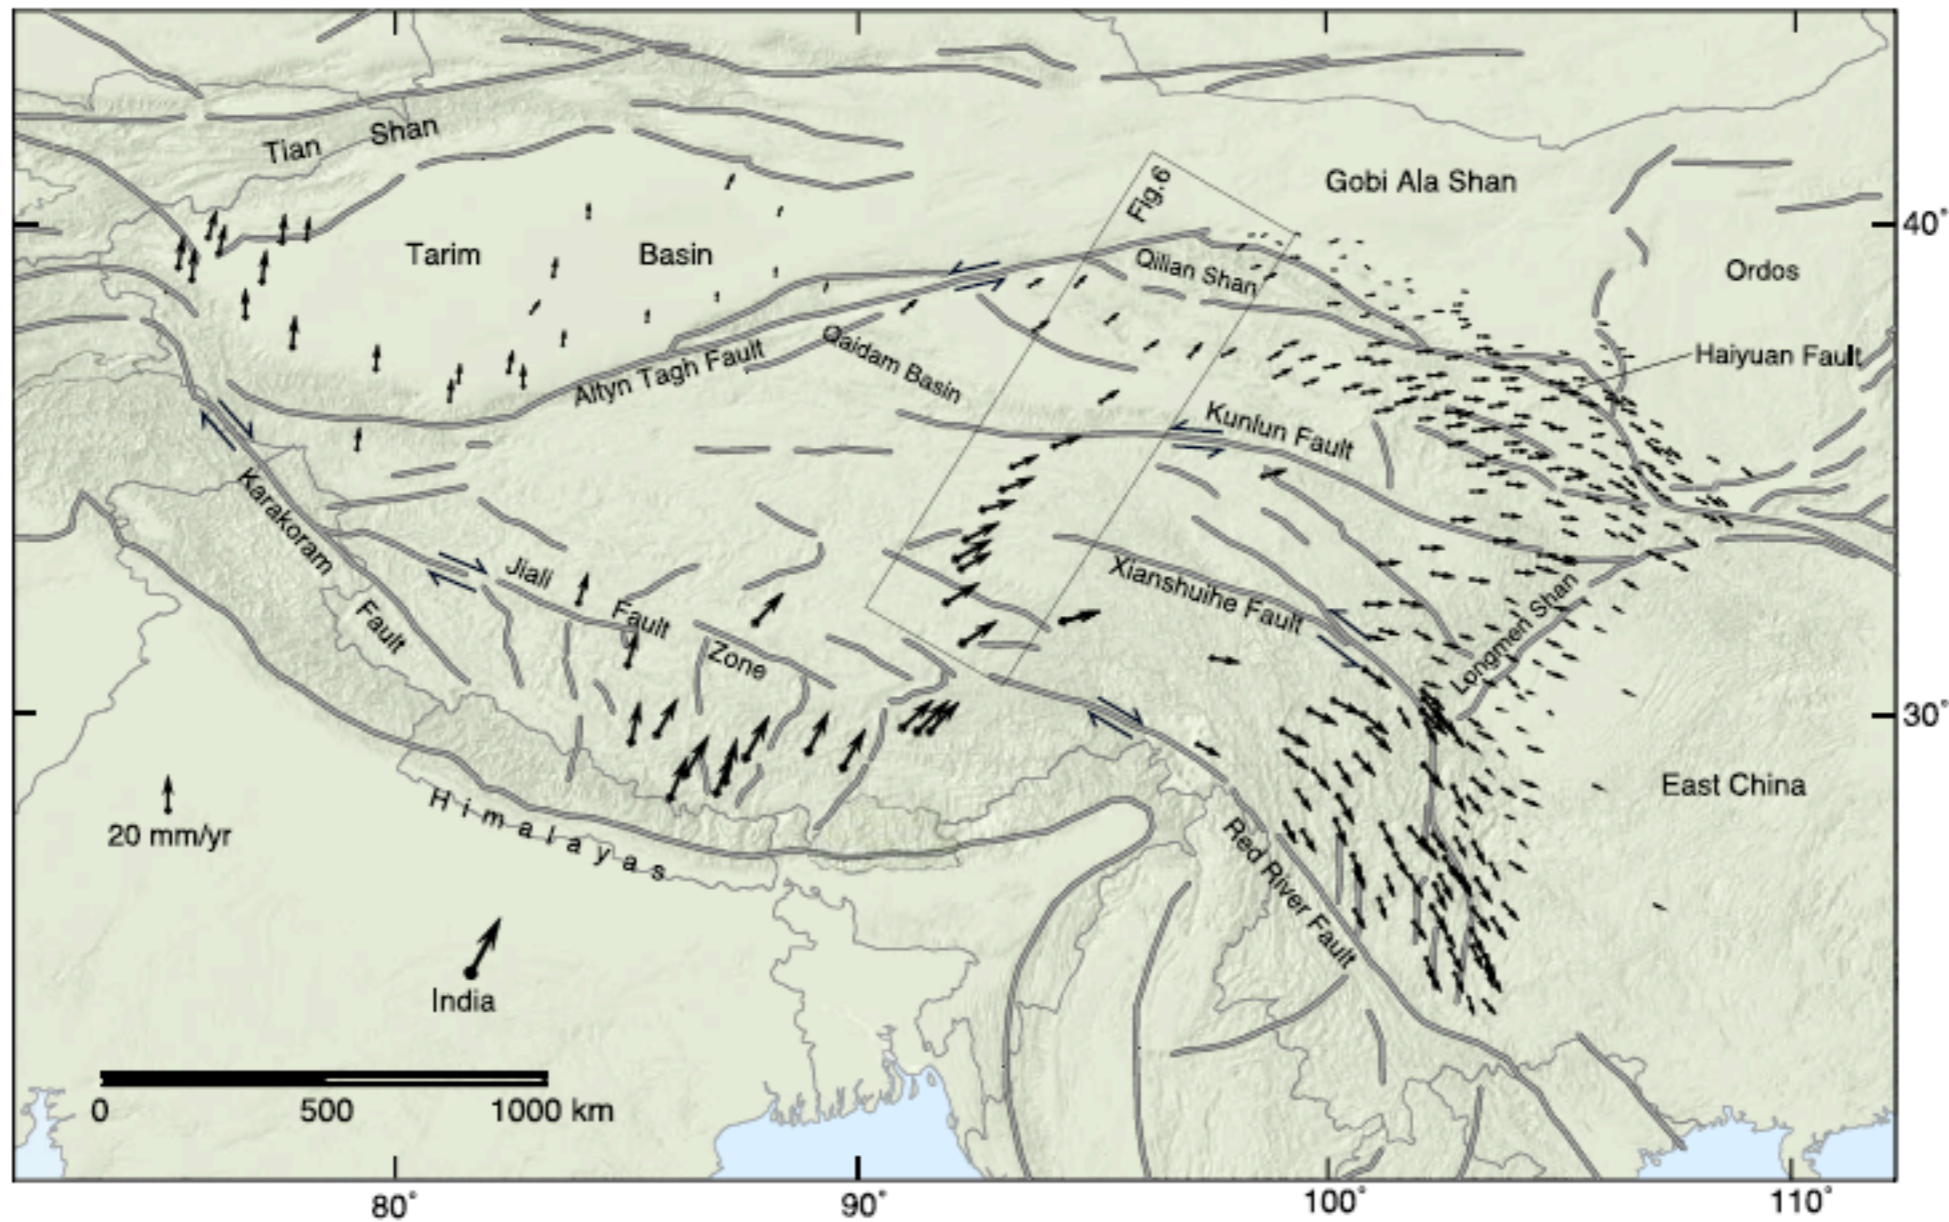 Tian Shan
Fig.6
Gobi Ala Shan
40°
Tarim Basin
Qilian Shan
Ordos
Haiyuan Fault
Altyn Tagh Fault
Qaidam Basin
Kunlun Fault
Karakoram Fault
Jiali Fault Zone
Xianshuihe Fault
Longmen Shan
30°
20 mm/yr
Himalayas
East China
Red River Fault
India
0 500 1000 km
80° 90° 100° 110°